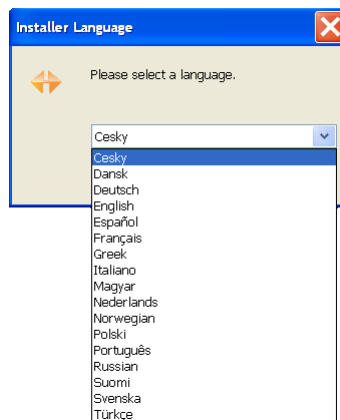 Installer Language
Please select a language.
Cesky
Cesky
Dansk
Deutsch
English
Español
Français
Greek
Italiano
Magyar
Nederlands
Norwegian
Polski
Português
Russian
Suomi
Svenska
Türkçe